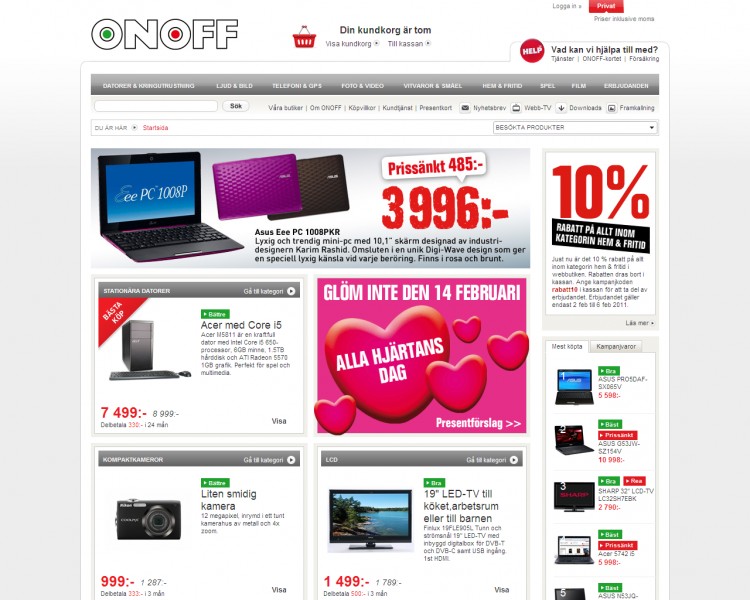 Logga in
Privat
Priser inklusive moms
ONOFF
Din kundkorg är tom
Visa kundkorg
Till kassan
HELP
Vad kan vi hjälpa till med?
Tjänster | ONOFF-kortet | Försäkring
DATORER & KRINGUTRUSTNING
LJUD & BILD
TELEFONI & GPS
FOTO & VIDEO
VITVAROR & SMÅEL
HEM & FRITID
SPEL
FILM
ERBJUDANDEN
Sök
Våra butiker | Om ONOFF | Köpvillkor | Kundtjänst | Presentkort
Nyhetsbrev
Webb-TV
Downloads
Framkallning
DU ÄR HÄR
Startsida
BESÖKTA PRODUKTER
Eee PC 1008P
ASUS
Prissänkt 485:-
3 996:-
Asus Eee PC 1008PKR
Lyxig och trendig mini-pc med 10,1" skärm designad av industri-
designern Karim Rashid. Omsluten i en unik Digi-Wave design som ger
en speciell lyxig känsla vid varje beröring. Finns i rosa och brunt.
10%
RABATT PÅ ALLT INOM
KATEGORIN HEM & FRITID
Just nu är det 10 % rabatt på allt
inom kategorin hem & fritid i
webbutiken. Rabatten dras bort i
kassan. Ange kampanjkoden
rabatt10 i kassan för att ta del av
erbjudandet. Erbjudandet gäller
endast 2 feb till 6 feb 2011.
Läs mer
STATIONÄRA DATORER
Gå till kategori
BÄSTA
KÖP
Bättre
Acer med Core i5
Acer M5811 är en kraftfull
dator med Intel Core i5 650-
processor, 6GB minne, 1.5TB
hårddisk och ATI Radeon 5570
1GB grafik. Perfekt för spel och
multimedia.
7 499:-
8 999:-
Delbetala 330:- i 24 mån
Visa
GLÖM INTE DEN 14 FEBRUARI
ALLA HJÄRTANS
DAG
Presentförslag >>
Mest köpta
Kampanjvaror
1
Bra
ASUS PRO5DAF-
SX065V
5 598:-
2
Bäst
Prissänkt
ASUS G53JW-
SZ154V
10 998:-
3
SHARP
Bra
Rea
SHARP 32" LCD-TV
LC32SH7EBK
2 790:-
4
Bäst
Prissänkt
Acer 5742 i5
5 998:-
5
Bäst
ASUS N53JQ-
KOMPAKTKAMEROR
Gå till kategori
Bättre
Liten smidig
kamera
12 megapixel, inrymd i ett tunt
kamerahus av metall och 4x
zoom.
999:-
1 287:-
Delbetala 333:- i 3 mån
Visa
LCD
Gå till kategori
Bra
19" LED-TV till
köket,arbetsrum
eller till barnen
Finlux 19FLE905L Tunn och
strömsnål 19" LED-TV med
inbyggd digitalbox för DVB-T
och DVB-C samt USB ingång.
1st HDMI.
1 499:-
1 789:-
Delbetala 500:- i 3 mån
Visa